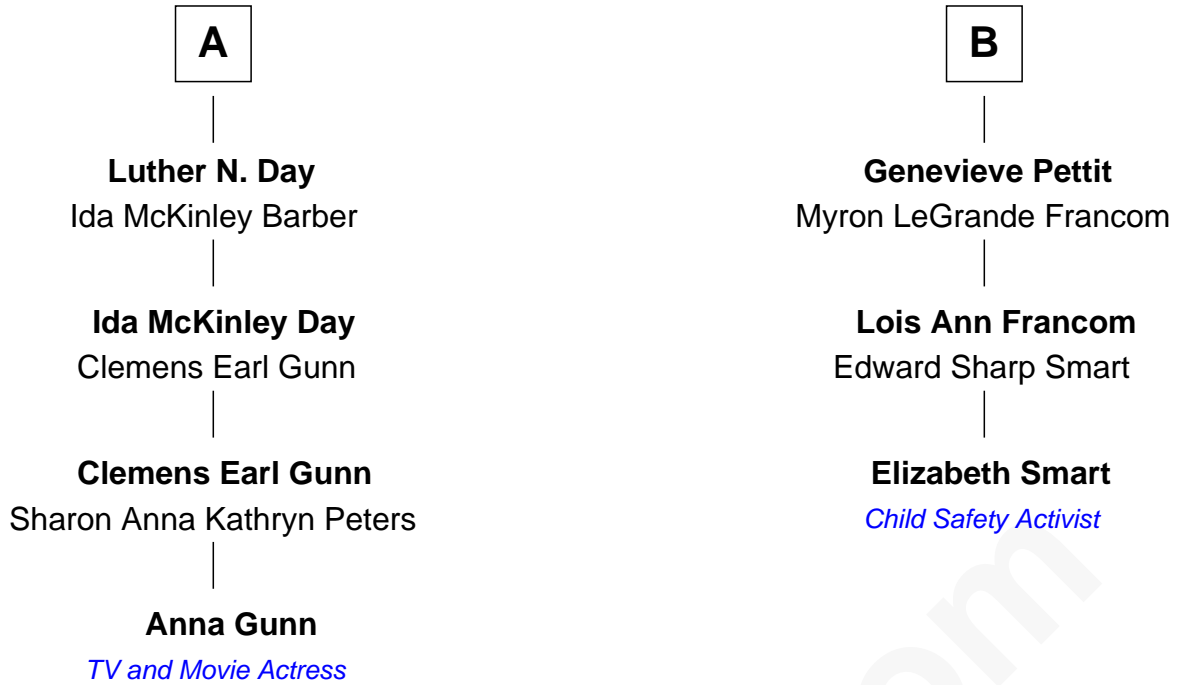 A
Luther N. Day
Ida McKinley Barber
Ida McKinley Day
Clemens Earl Gunn
Clemens Earl Gunn
Sharon Anna Kathryn Peters
Anna Gunn
TV and Movie Actress
B
Genevieve Pettit
Myron LeGrande Francom
Lois Ann Francom
Edward Sharp Smart
Elizabeth Smart
Child Safety Activist
om